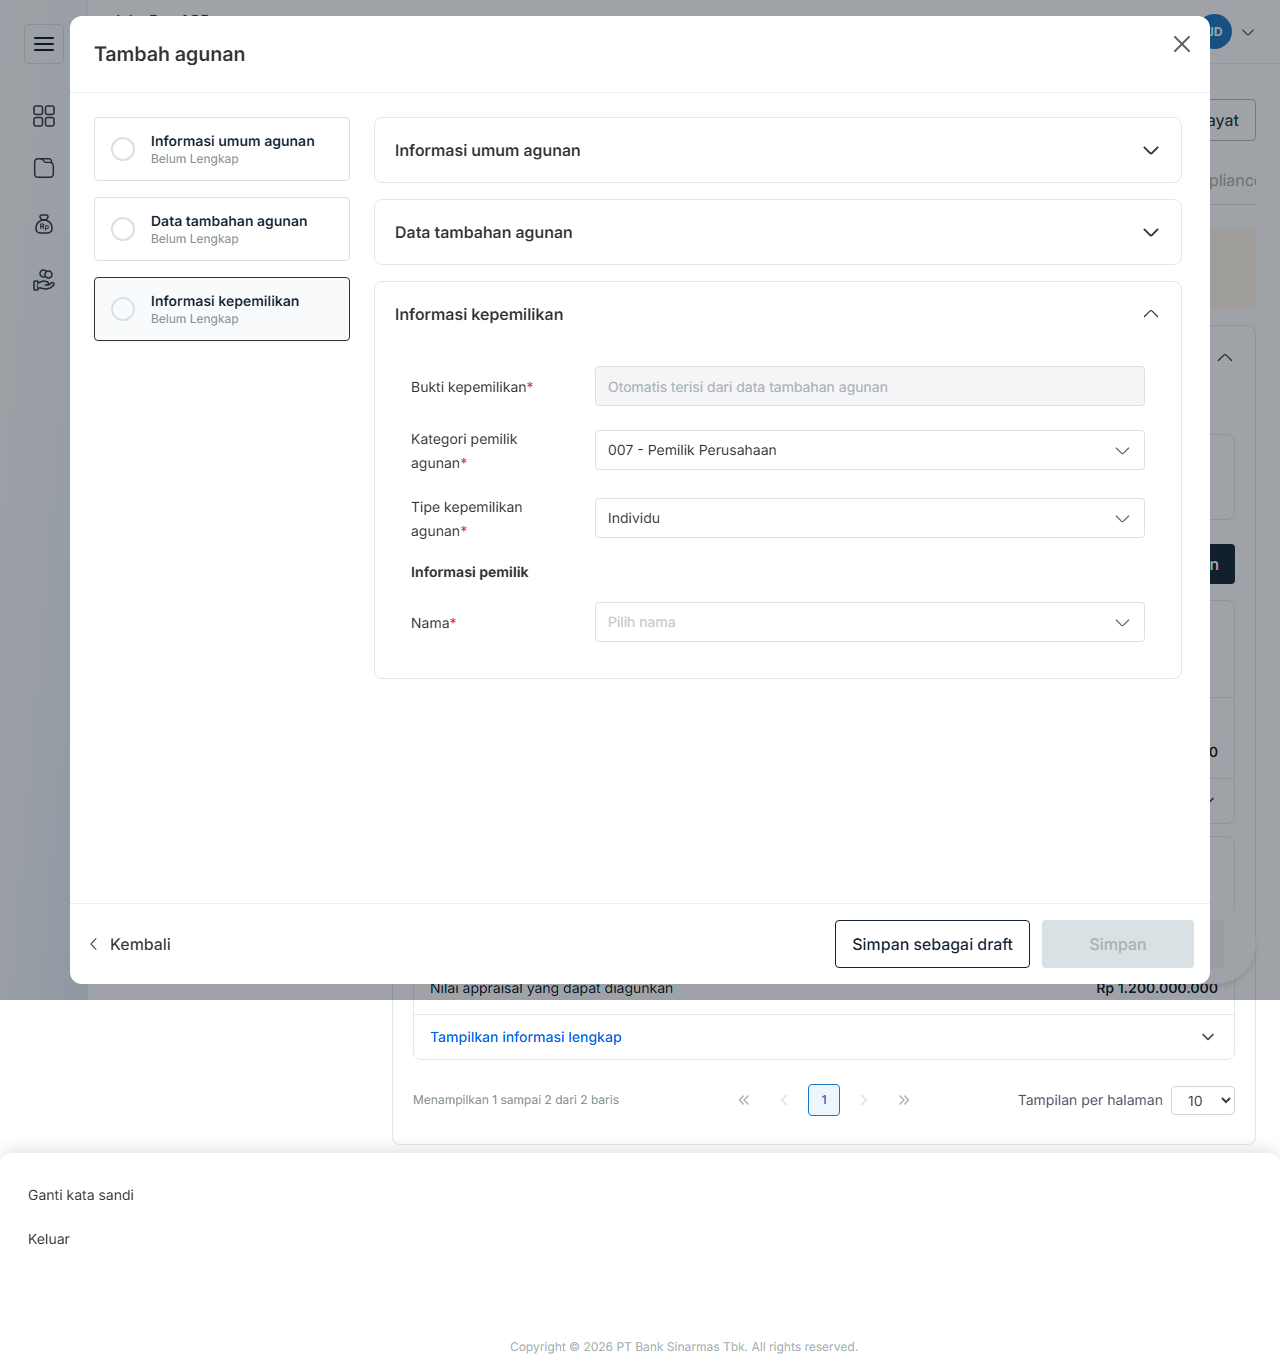 Tambah agunan
JD
ayat
pliance
Informasi umum agunan
Belum Lengkap
Data tambahan agunan
Belum Lengkap
Informasi kepemilikan
Belum Lengkap
Informasi umum agunan
Data tambahan agunan
Informasi kepemilikan
Bukti kepemilikan*
Otomatis terisi dari data tambahan agunan
Kategori pemilik
agunan*
007 - Pemilik Perusahaan
Tipe kepemilikan
agunan*
Individu
Informasi pemilik
Nama*
Pilih nama
n
0
Kembali
Simpan sebagai draft
Simpan
Nilai appraisal yang dapat diagunkan
Rp 1.200.000.000
Tampilkan informasi lengkap
Menampilkan 1 sampai 2 dari 2 baris
1
Tampilan per halaman
10
Ganti kata sandi
Keluar
Copyright © 2026 PT Bank Sinarmas Tbk. All rights reserved.